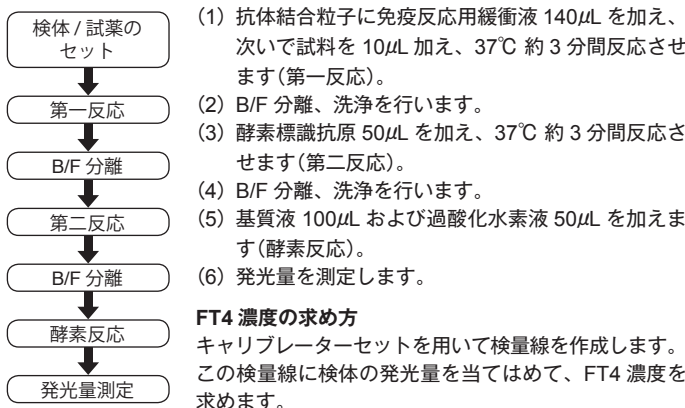 検体 / 試薬の
セット
第一反応
B/F 分離
第二反応
B/F 分離
酵素反応
発光量測定
(1) 抗体結合粒子に免疫反応用緩衝液 140μL を加え、
次いで試料を 10μL 加え、37℃ 約 3 分間反応させ
ます(第一反応)。
(2) B/F 分離、洗浄を行います。
(3) 酵素標識抗原 50μL を加え、37℃ 約 3 分間反応さ
せます(第二反応)。
(4) B/F 分離、洗浄を行います。
(5) 基質液 100μL および過酸化水素液 50μL を加えま
す(酵素反応)。
(6) 発光量を測定します。
FT4 濃度の求め方
キャリブレーターセットを用いて検量線を作成します。
この検量線に検体の発光量を当てはめて、FT4 濃度を
求めます。